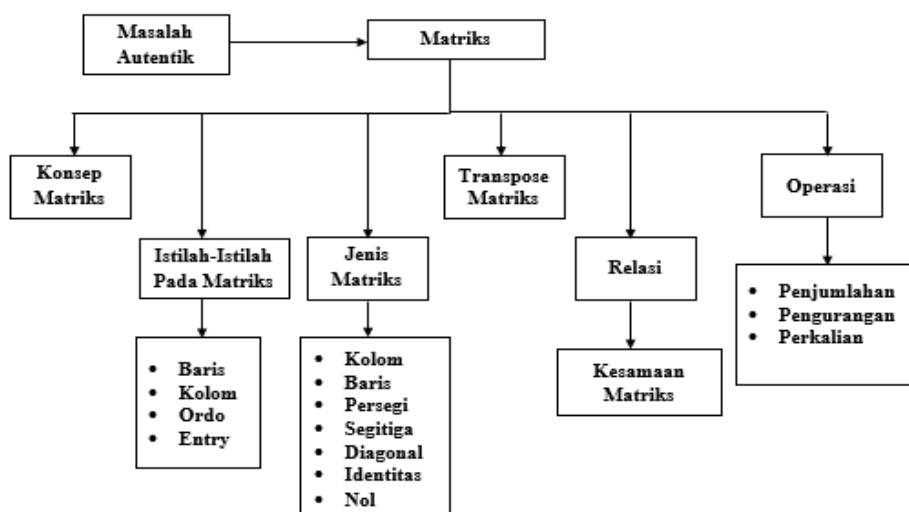 Masalah
Autentik
Matriks
Konsep
Matriks
Transpose
Matriks
Operasi
Istilah-Istilah
Pada Matriks
Jenis
Matriks
Relasi
• Penjumlahan
• Pengurangan
• Perkalian
• Baris
• Kolom
• Ordo
• Entry
• Kolom
• Baris
• Persegi
• Segitiga
• Diagonal
• Identitas
• Nol
Kesamaan
Matriks